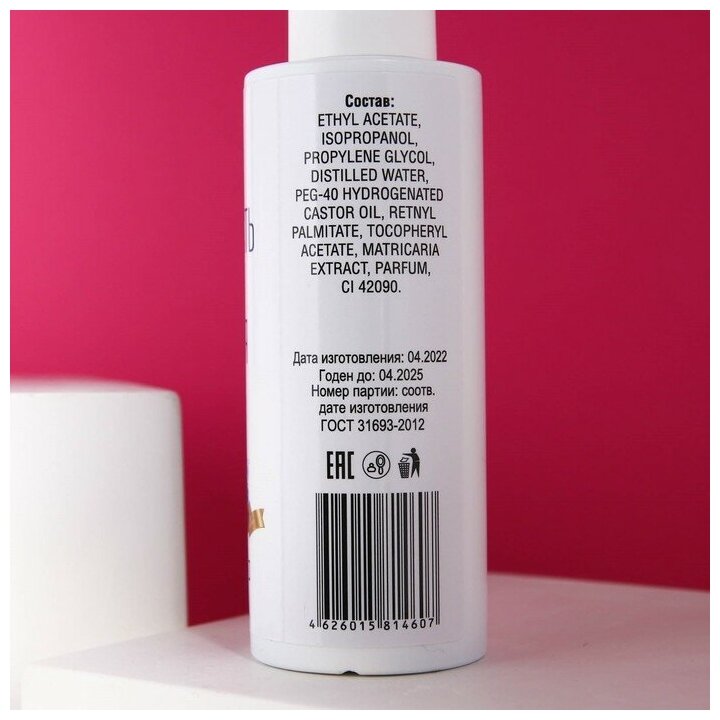 Состав:
ETHYL ACETATE,
ISOPROPANOL,
PROPYLENE GLYCOL,
DISTILLED WATER,
PEG-40 HYDROGENATED
CASTOR OIL, RETNYL
PALMITATE, TOCOPHERYL
ACETATE, MATRICARIA
EXTRACT, PARFUM,
CI 42090.
Дата изготовления: 04.2022
Годен до: 04.2025
Номер партии: соотв.
дате изготовления
ГОСТ 31693-2012
EAC
4 626015 814607